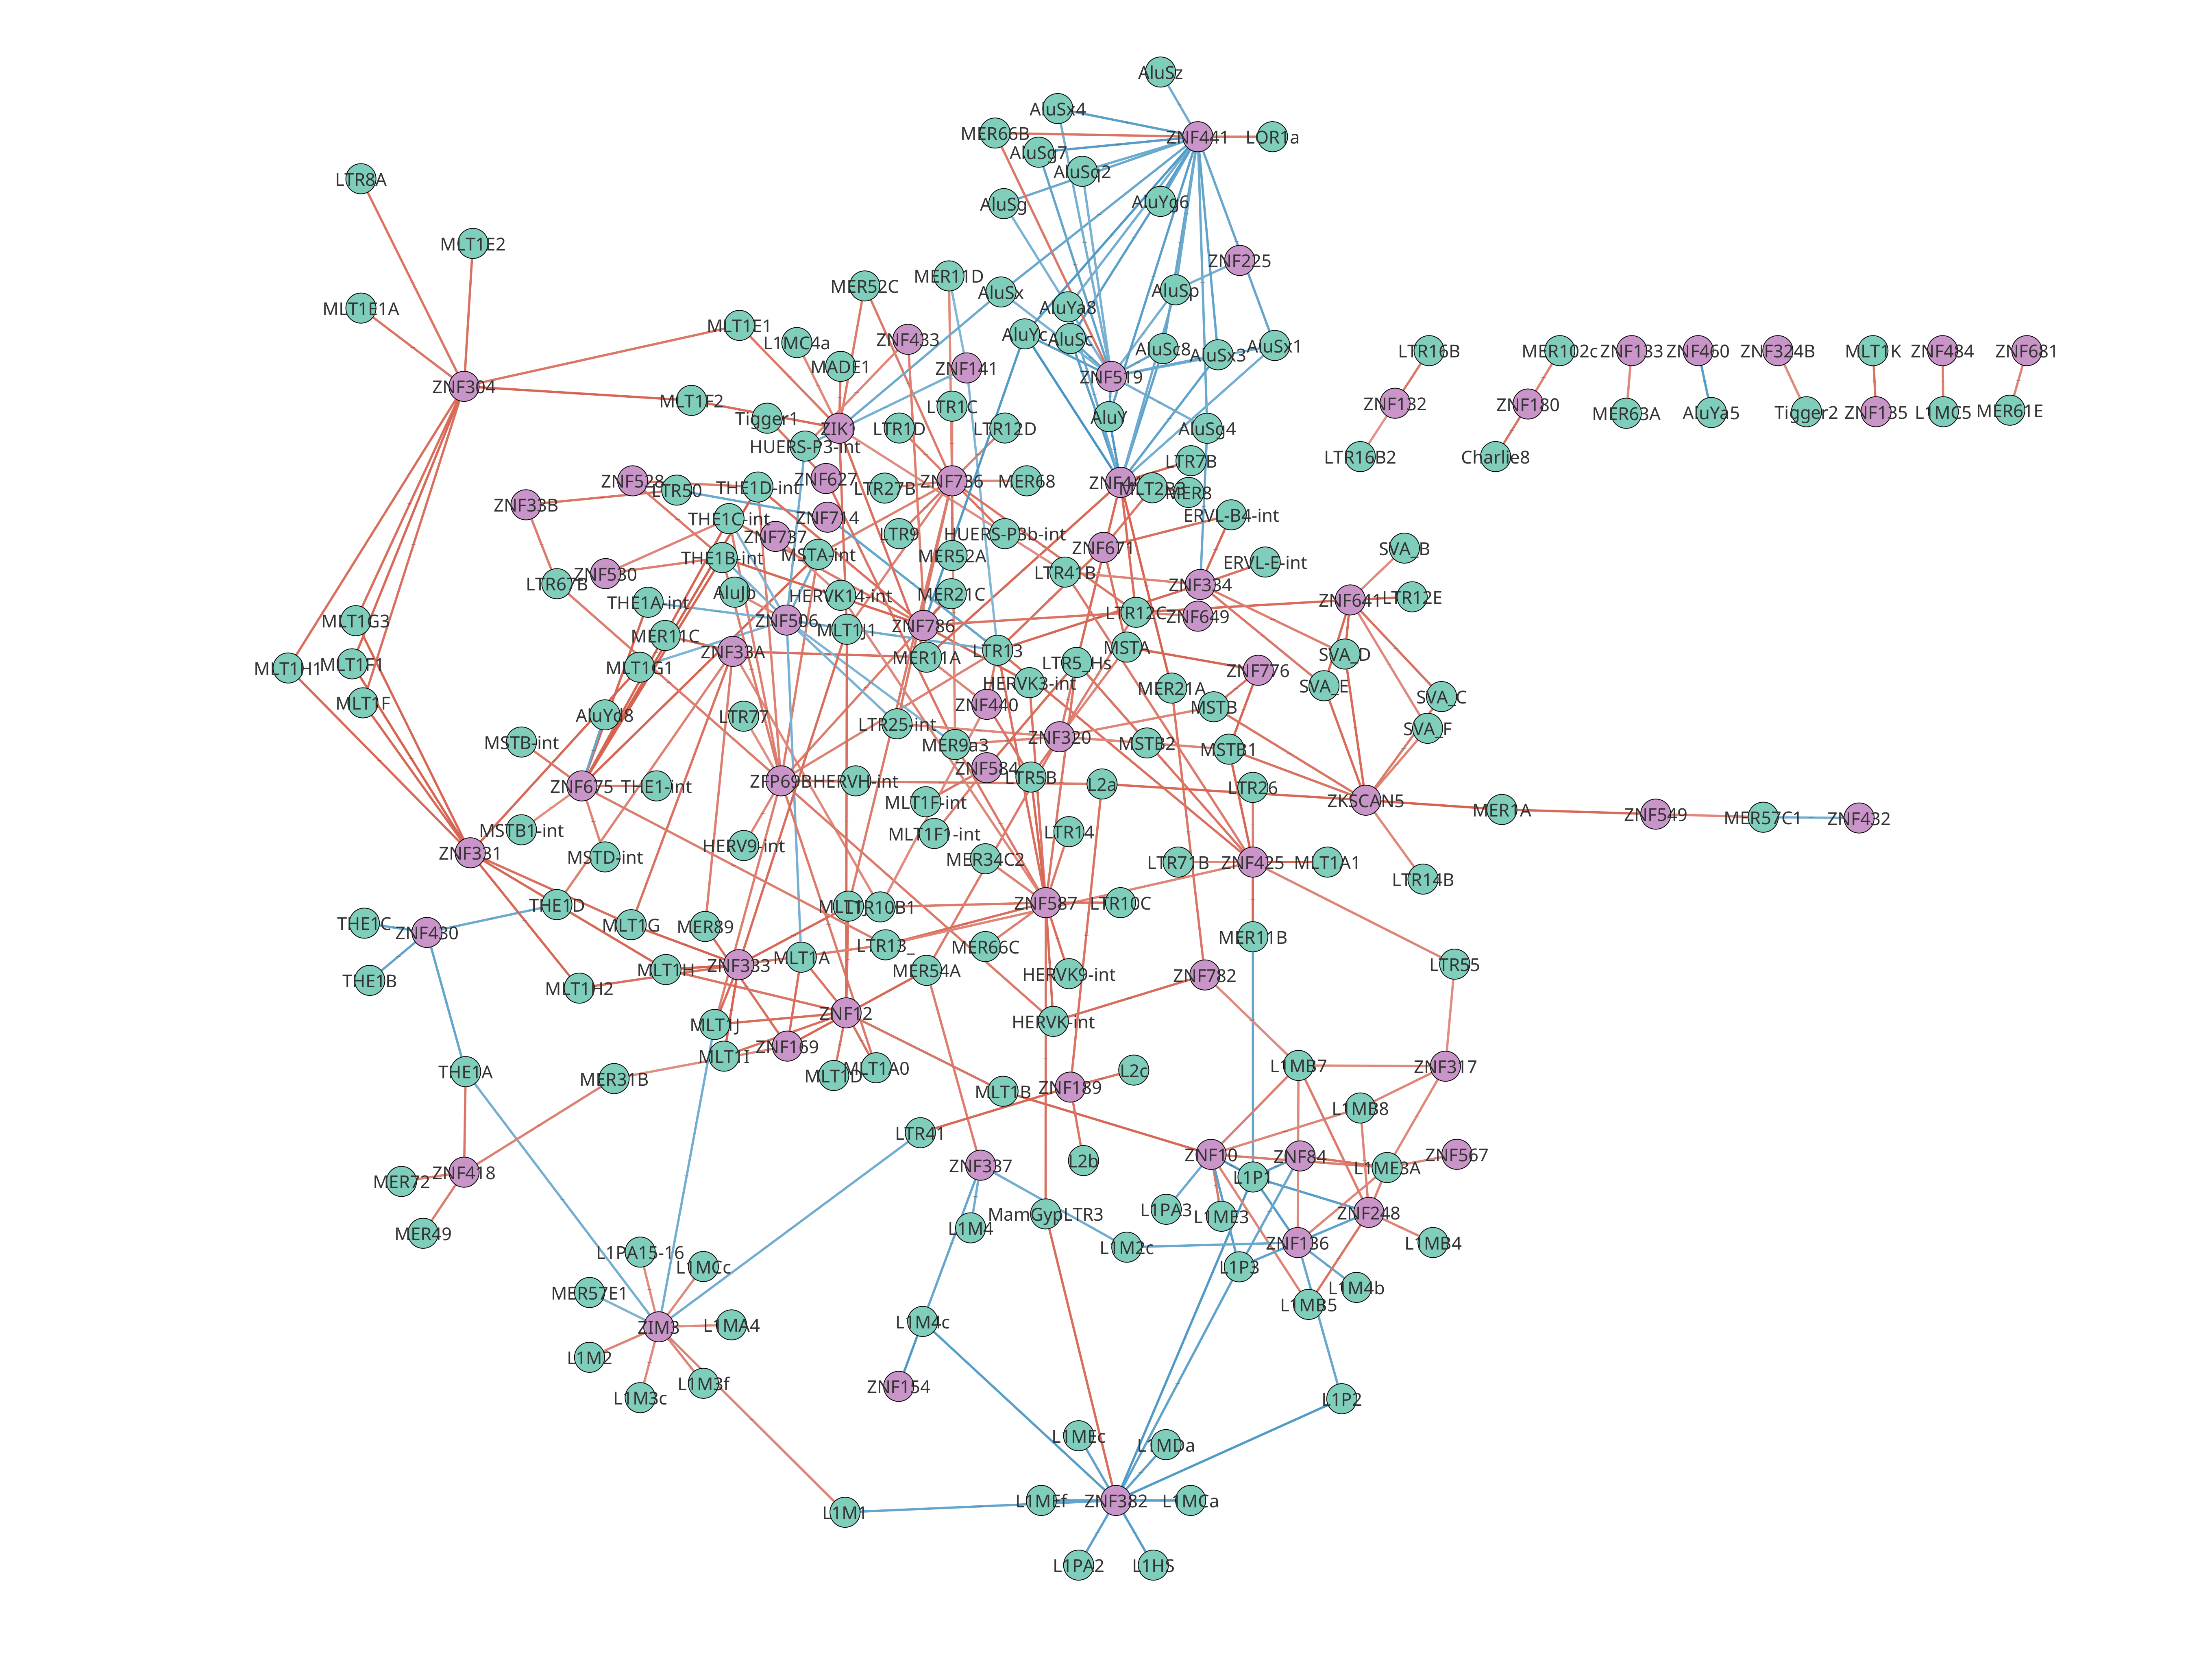 AluSz
AluSx4
MER66B
ZNF441
LOR1a
AluSg7
AluSq2
LTR8A
AluSg
AluYg6
MLT1E2
ZNF225
MER52C
MER11D
AluSx
AluSp
MLT1E1A
AluYa8
MLT1E1
L1MC4a
ZNF433
AluYc
AluSc
AluSc8
AluSx3
AluSx1
LTR16B
MER102c
ZNF133
ZNF460
ZNF324B
MLT1K
ZNF484
ZNF681
MADE1
ZNF141
ZNF519
ZNF304
MLT1F2
Tigger1
LTR1C
AluY
ZNF132
ZNF180
MER63A
AluYa5
Tigger2
ZNF135
L1MC5
MER61E
ZIK1
LTR1D
LTR12D
AluSg4
HUERS-P3-int
LTR16B2
Charlie8
LTR7B
ZNF528
LTR50
THE1D-int
ZNF627
LTR27B
ZNF736
MER68
MER8
ZNF33B
THE1C-int
ZNF714
ERVL-B4-int
ZNF737
LTR9
HUERS-P3b-int
ZNF671
THE1B-int
MSTA-int
MER52A
SVA_B
ERVL-E-int
ZNF530
LTR67B
LTR41B
ZNF334
THE1A-int
AluJb
HERVK14-int
MER21C
ZNF641
LTR12E
ZNF506
MLT1J1
ZNF786
LTR12C
ZNF649
MLT1G3
MER11C
ZNF33A
MER11A
LTR13
MSTA
SVA_D
MLT1H1
MLT1F1
MLT1G1
LTR5_Hs
ZNF776
HERVK3-int
MER21A
SVA_E
SVA_C
MLT1F
AluYd8
LTR77
ZNF440
MSTB
LTR25-int
SVA_F
MSTB-int
MER9a3
ZNF320
MSTB2
MSTB1
ZNF584
ZNF675
THE1-int
ZFP69B
HERVH-int
LTR5B
L2a
LTR26
MLT1F-int
ZKSCAN5
MER1A
ZNF549
MER57C1
ZNF432
MSTB1-int
MLT1F1-int
LTR14
ZNF331
MSTD-int
HERV9-int
MER34C2
LTR71B
ZNF425
MLT1A1
LTR14B
THE1D
LTR10B1
ZNF587
LTR10C
THE1C
ZNF430
MLT1G
MER89
LTR13_
MER66C
MER11B
MLT1A
ZNF333
MLT1H
MER54A
HERVK9-int
ZNF782
LTR55
THE1B
MLT1H2
ZNF12
HERVK-int
MLT1J
ZNF169
MLT1I
THE1A
MER31B
MLT1D
MLT1A0
MLT1B
ZNF189
L2c
L1MB7
ZNF317
L1MB8
LTR41
L2b
ZNF10
ZNF84
ZNF567
ZNF337
L1P1
L1ME3A
MER72
ZNF418
L1PA3
L1ME3
ZNF248
MER49
L1M4
MamGypLTR3
L1M2c
ZNF136
L1MB4
L1PA15-16
L1MCc
L1P3
L1M4b
MER57E1
L1MB5
ZIM3
L1MA4
L1M4c
L1M2
L1M3f
ZNF154
L1M3c
L1P2
L1MEc
L1MDa
L1M1
L1MEf
ZNF382
L1MCa
L1PA2
L1HS